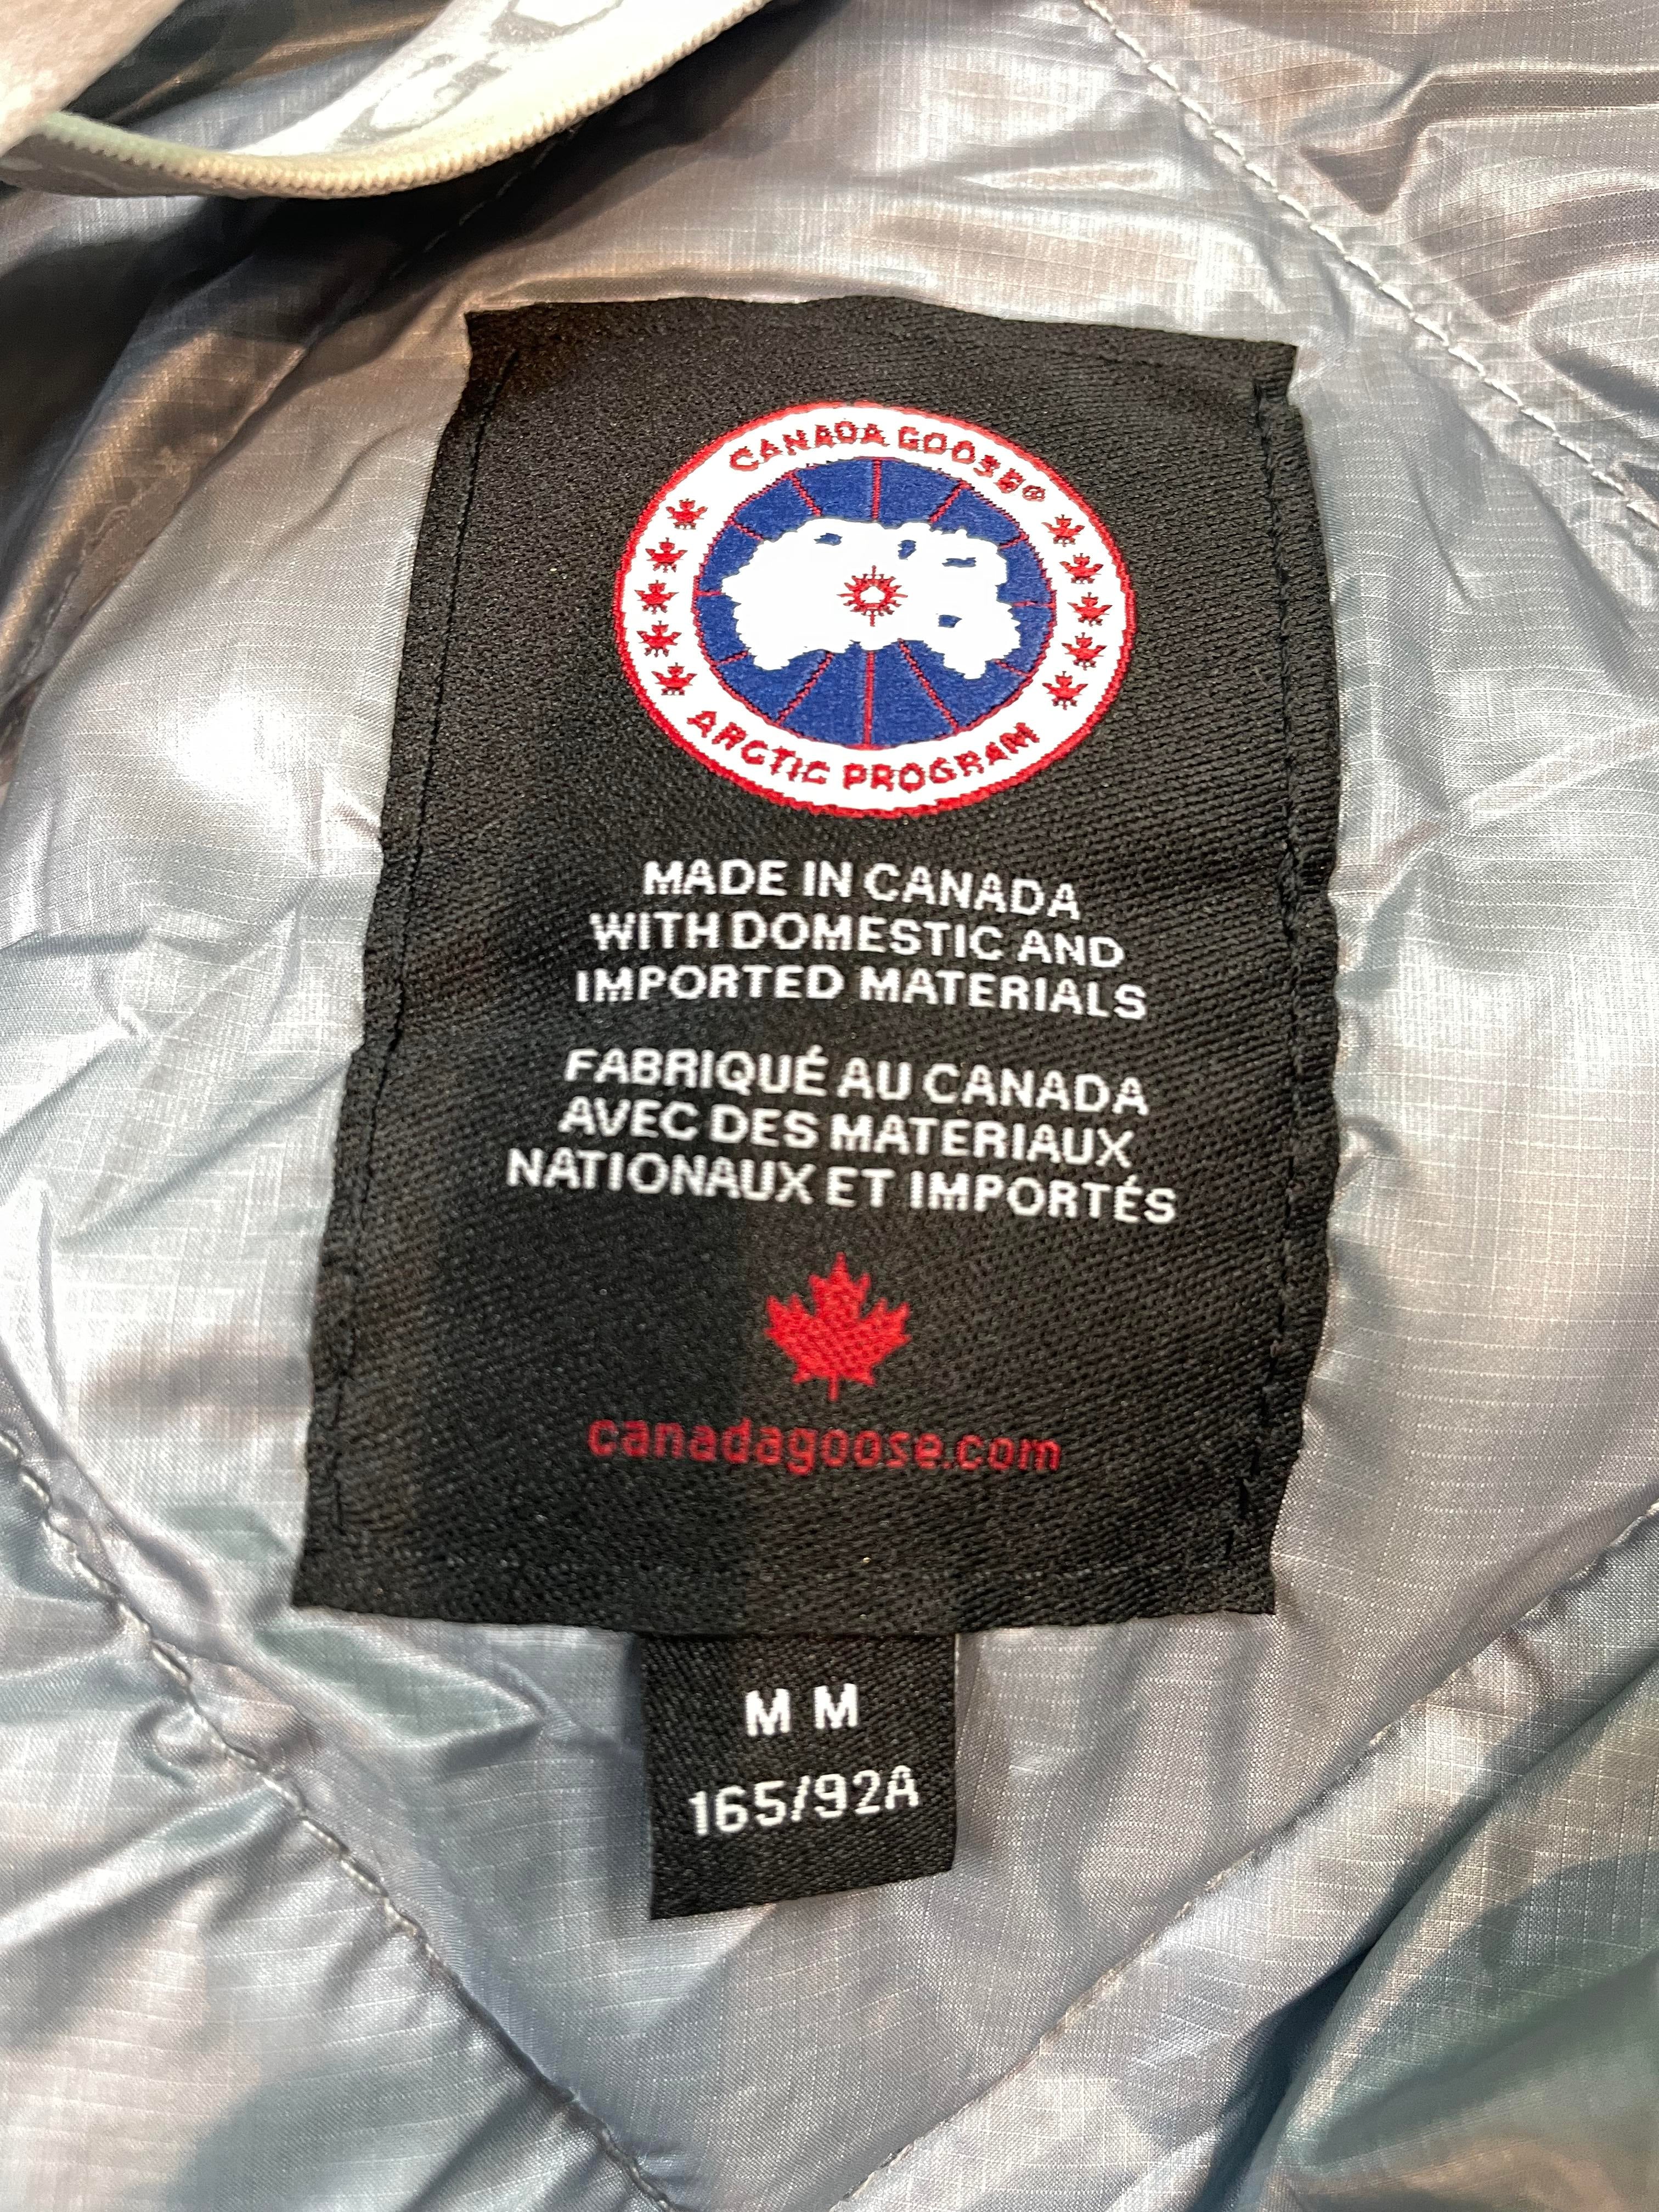 CANADA GOOSE®
ARCTIC PROGRAM
MADE IN CANADA
WITH DOMESTIC AND
IMPORTED MATERIALS
FABRIQUÉ AU CANADA
AVEC DES MATERIAUX
NATIONAUX ET IMPORTÉS
canadagoose.com
M M
165/92A